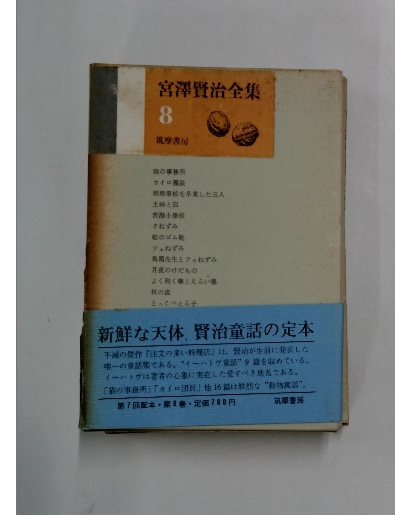 宮澤賢治全集
8
筑摩書房
猫の事務所
カイロ團長
洞熊學校を卒業した三人
土神と狐
茨海小學校
クねずみ
蛙のゴム靴
ツェねずみ
鳥箱先生とフゥねずみ
月夜のけだもの
よく利く藥とえらい藥
林の底
とっこべとら子
新鮮な天体、賢治童話の定本
不滅の傑作『注文の多い料理店』は、賢治が生前に発表した
唯一の童話集である。“イーハトヴ童話”9篇を収めている。
イーハトヴは著者の心象に実在した愛すべき地名である。
「猫の事務所」「カイロ団長」他16篇は鮮烈な“動物寓話”。
第7回配本・第8巻・定価780円
筑摩書房